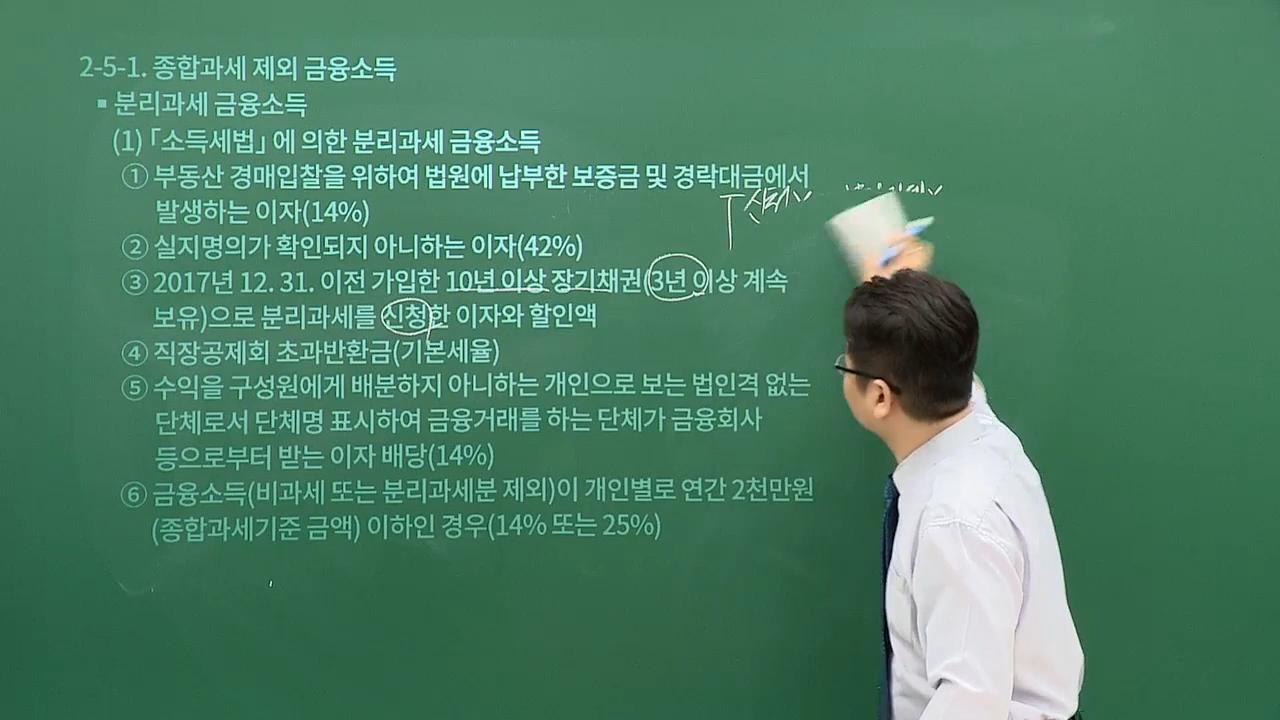 2-5-1. 종합과세 제외 금융소득
▪ 분리과세 금융소득
(1) 「소득세법」에 의한 분리과세 금융소득
① 부동산 경매입찰을 위하여 법원에 납부한 보증금 및 경락대금에서
발생하는 이자(14%)
② 실지명의가 확인되지 아니하는 이자(42%)
③ 2017년 12. 31. 이전 가입한 10년 이상 장기채권(3년 이상 계속
보유)으로 분리과세를 신청한 이자와 할인액
④ 직장공제회 초과반환금(기본세율)
⑤ 수익을 구성원에게 배분하지 아니하는 개인으로 보는 법인격 없는
단체로서 단체명 표시하여 금융거래를 하는 단체가 금융회사
등으로부터 받는 이자 배당(14%)
⑥ 금융소득(비과세 또는 분리과세분 제외)이 개인별로 연간 2천만원
(종합과세기준 금액) 이하인 경우(14% 또는 25%)